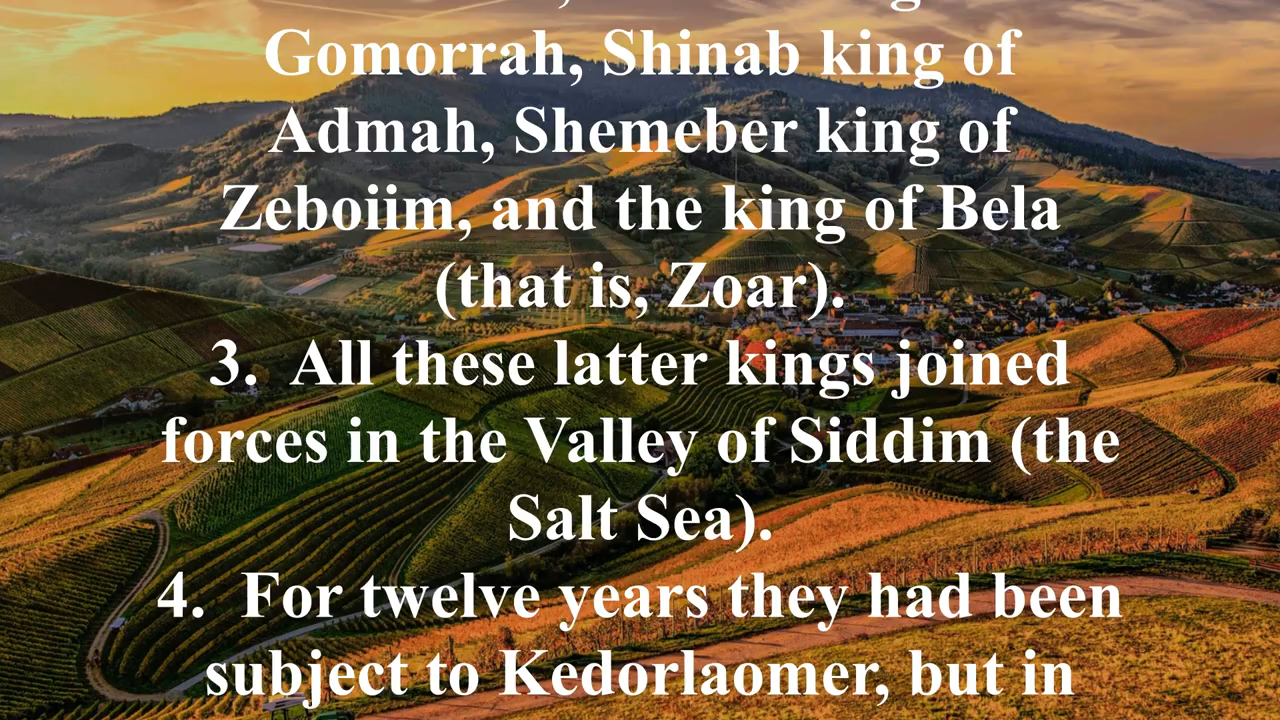 Gomorrah, Shinab king of
Admah, Shemeber king of
Zeboiim, and the king of Bela
(that is, Zoar).
3. All these latter kings joined
forces in the Valley of Siddim (the
Salt Sea).
4. For twelve years they had been
subject to Kedorlaomer, but in